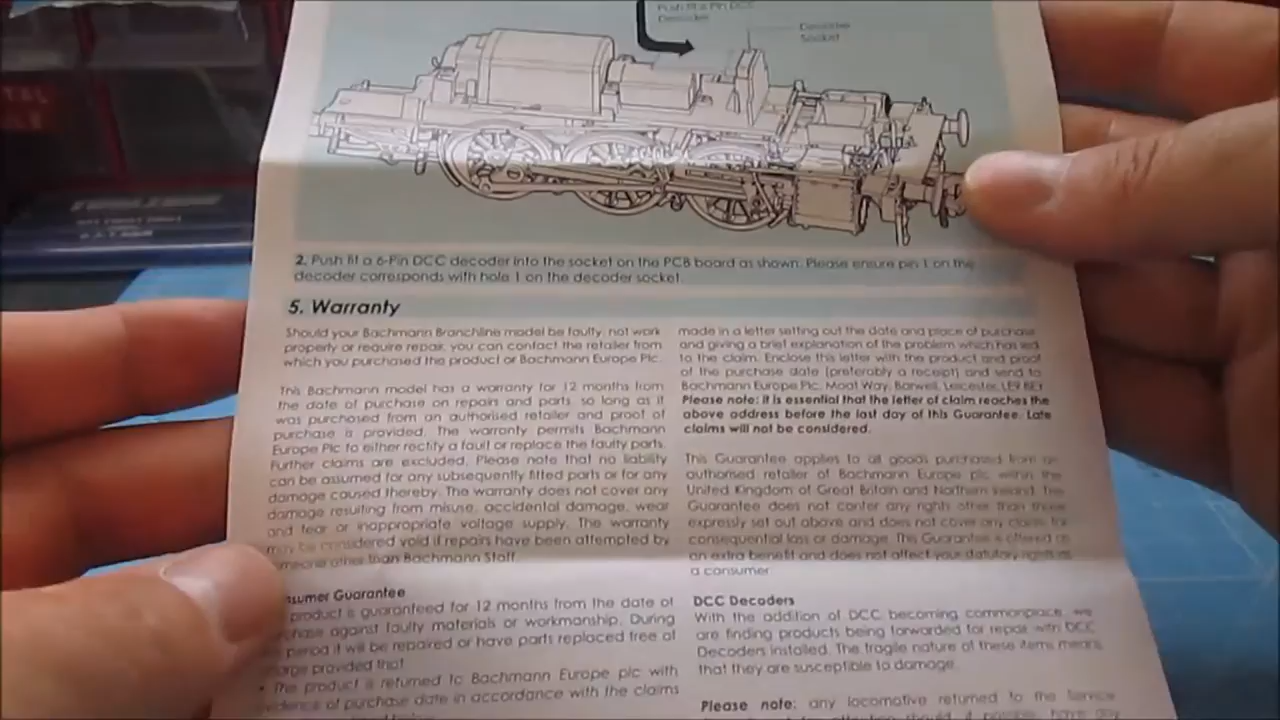 Push fit a 6 Pin DCC
Decoder
Decoder
Socket
2. Push fit a 6-Pin DCC decoder into the socket on the PCB board as shown. Please ensure pin 1 on the
decoder corresponds with hole 1 on the decoder socket.
5. Warranty
Should your Bachmann Branchline model be faulty, not work
properly or require repair, you can contact the retailer from
which you purchased the product or Bachmann Europe Plc.
This Bachmann model has a warranty for 12 months from
the date of purchase on repairs and parts, so long as it
was purchased from an authorised retailer and proof of
purchase is provided. The warranty permits Bachmann
Europe Plc to either rectify a fault or replace the faulty parts.
Further claims are excluded. Please note that no liability
can be assumed for any subsequently fitted parts or for any
damage caused thereby. The warranty does not cover any
damage resulting from misuse, accidental damage, wear
and tear or inappropriate voltage supply. The warranty
may be considered void if repairs have been attempted by
other than Bachmann Staff.
Guarantee
product is guaranteed for 12 months from the date of
against faulty materials or workmanship. During
period it will be repaired or have parts replaced free of
provided that
• The product is returned to Bachmann Europe plc with
evidence of purchase date in accordance with the claims
made in a letter setting out the date and place of purchase
and giving a brief explanation of the problem which has led
to the claim. Enclose this letter with the product and proof
of the purchase date (preferably a receipt) and send to
Bachmann Europe Plc, Moat Way, Barwell, Leicester, LE9 8EY
Please note: it is essential that the letter of claim reaches the
above address before the last day of this Guarantee. Late
claims will not be considered.
This Guarantee applies to all goods purchased from an
authorised retailer of Bachmann Europe plc. within the
United Kingdom of Great Britain and Northern Ireland. The
Guarantee does not confer any rights other than those
expressly set out above and does not cover any claims for
consequential loss or damage. This Guarantee is offered as
an extra benefit and does not affect your statutory rights as
a consumer.
DCC Decoders
With the addition of DCC becoming commonplace, we
are finding products being forwarded for repair with DCC
Decoders installed. The fragile nature of these items means
that they are susceptible to damage.
Please note: any locomotive returned to the Service